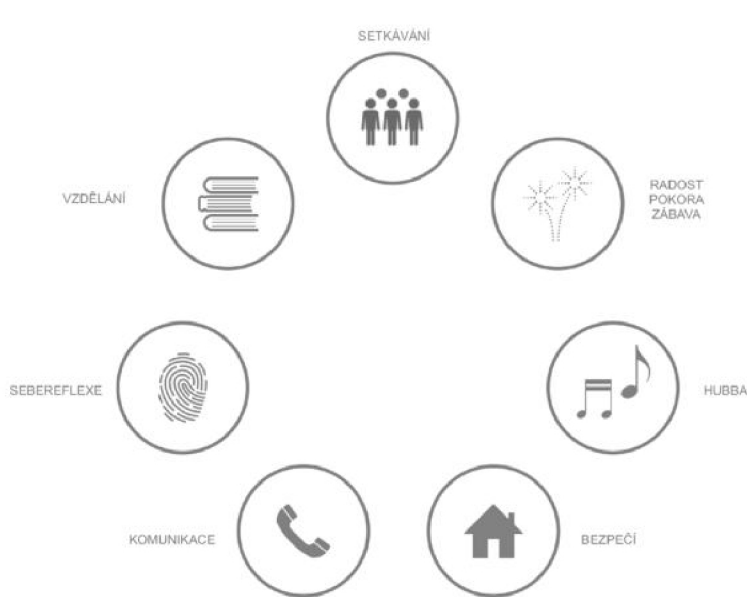 SETKÁVÁNÍ
VZDĚLÁNÍ
RADOST
POKORA
ZÁBAVA
SEBEREFLEXE
HUBBA
KOMUNIKACE
BEZPEČÍ